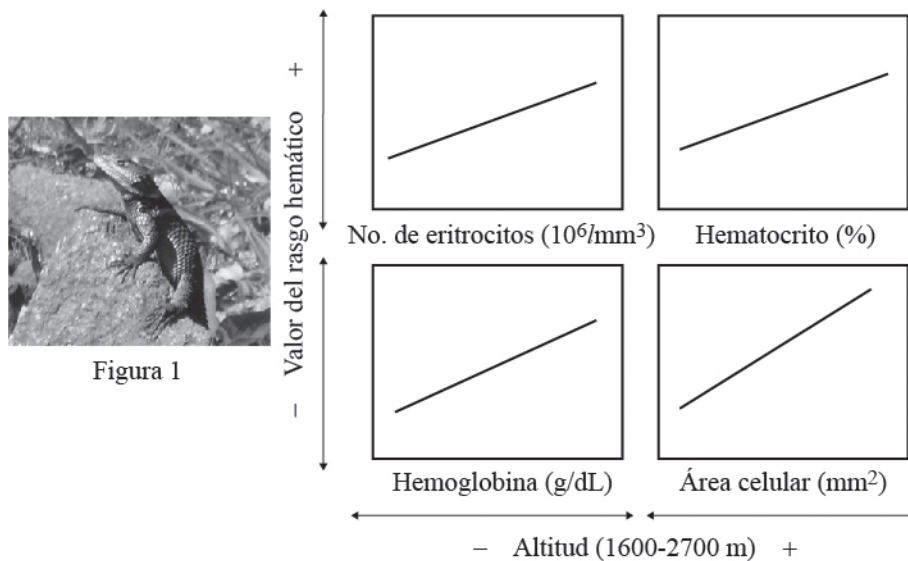 Figura 1
Valor del rasgo hemático
+
−
No. de eritrocitos (10⁶/mm³)
Hematocrito (%)
Hemoglobina (g/dL)
Área celular (mm²)
− Altitud (1600-2700 m) +